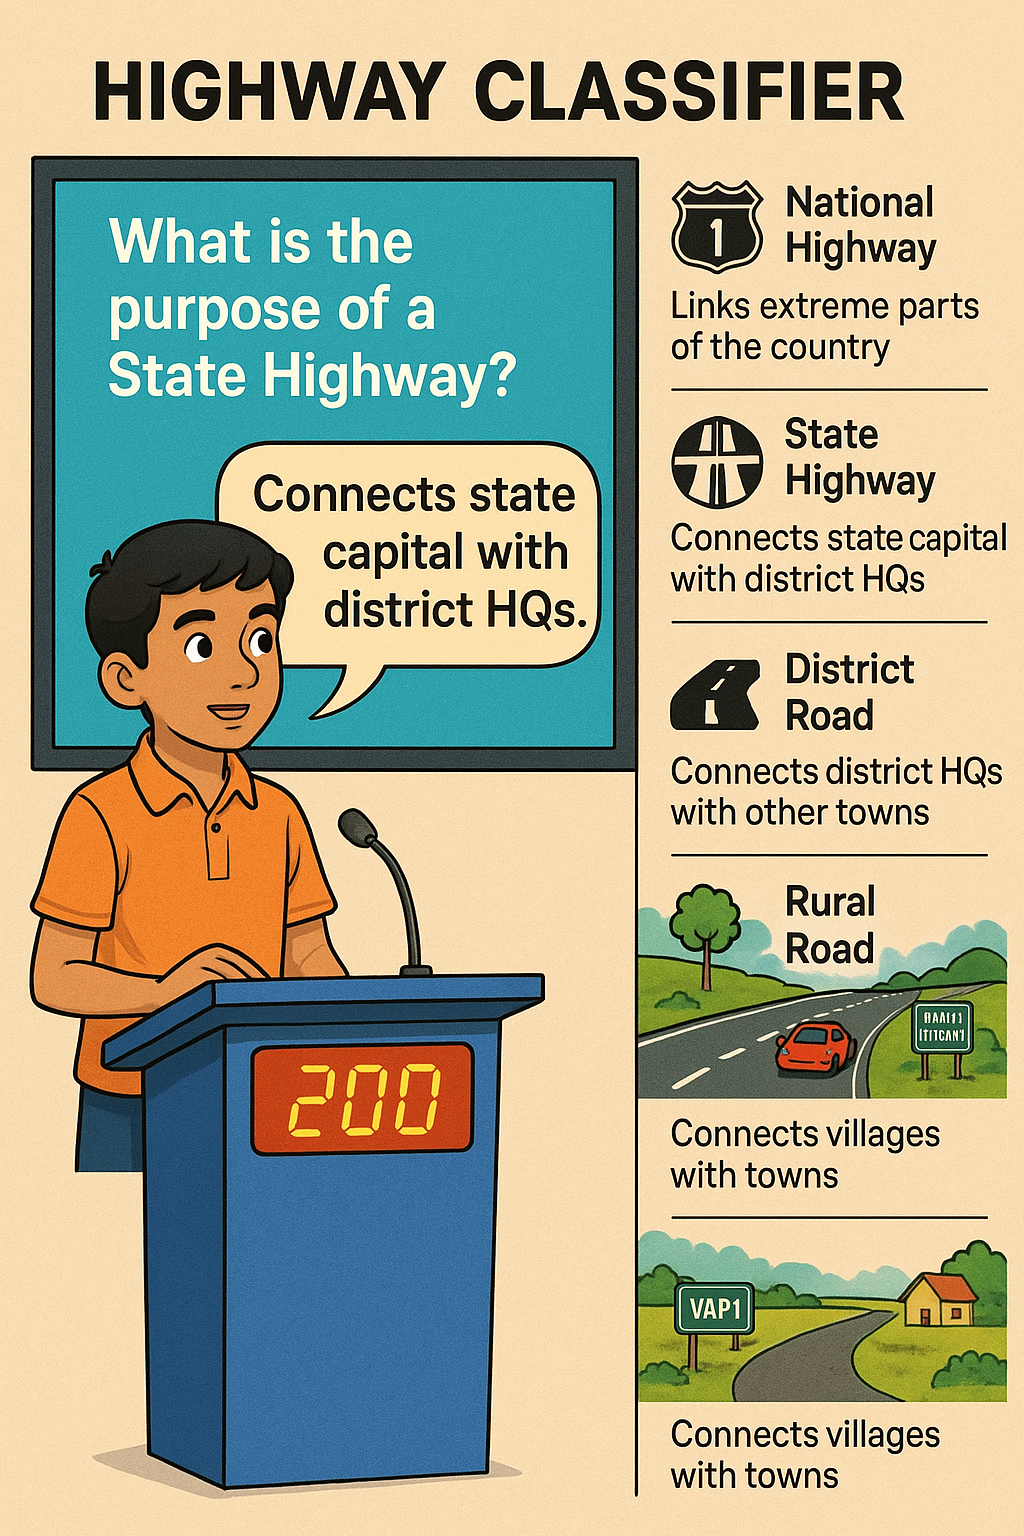 HIGHWAY CLASSIFIER
What is the
purpose of a
State Highway?
Connects state
capital with
district HQs.
200
1
National
Highway
Links extreme parts
of the country
State
Highway
Connects state capital
with district HQs
District
Road
Connects district HQs
with other towns
Rural
Road
Connects villages
with towns
VAP1
Connects villages
with towns